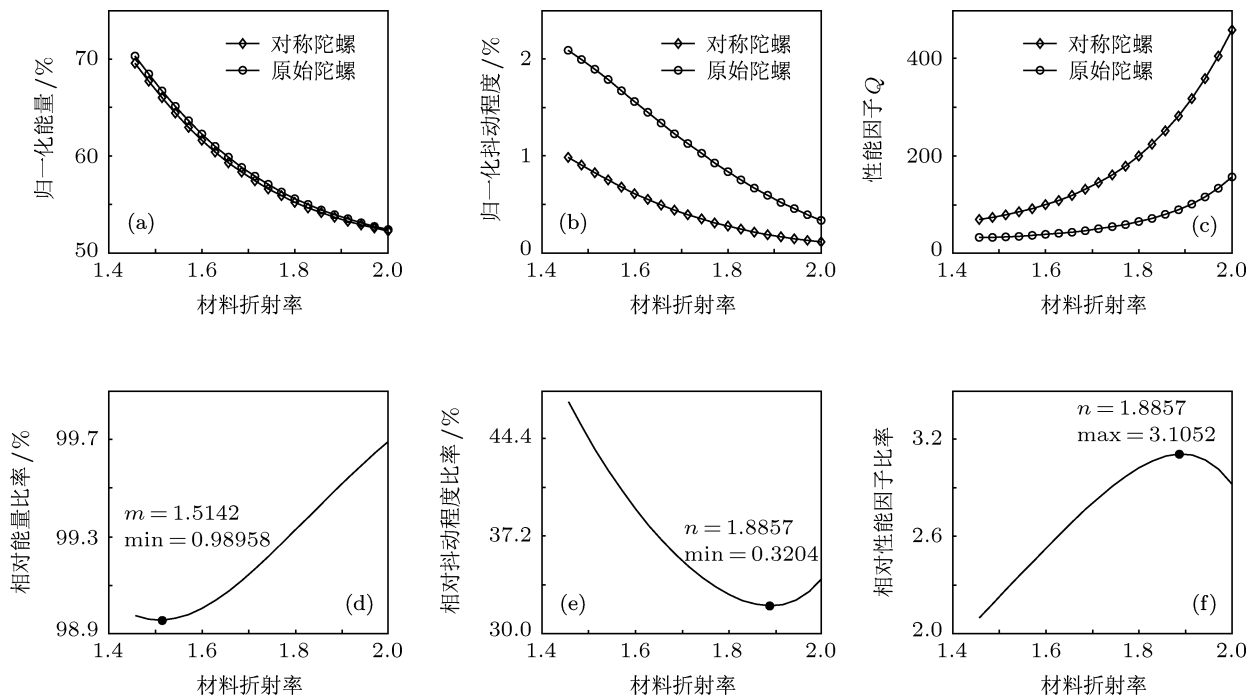 归一化能量/%
70
60
50
对称陀螺
原始陀螺
(a)
1.4 1.6 1.8 2.0
材料折射率
归一化抖动程度/%
2
1
0
对称陀螺
原始陀螺
(b)
1.4 1.6 1.8 2.0
材料折射率
性能因子Q
400
200
0
对称陀螺
原始陀螺
(c)
1.4 1.6 1.8 2.0
材料折射率
相对能量比率/%
99.7
99.3
98.9
m = 1.5142
min = 0.98958
(d)
1.4 1.6 1.8 2.0
材料折射率
相对抖动程度比率/%
44.4
37.2
30.0
n = 1.8857
min = 0.3204
(e)
1.4 1.6 1.8 2.0
材料折射率
相对性能因子比率
3.2
2.6
2.0
n = 1.8857
max = 3.1052
(f)
1.4 1.6 1.8 2.0
材料折射率